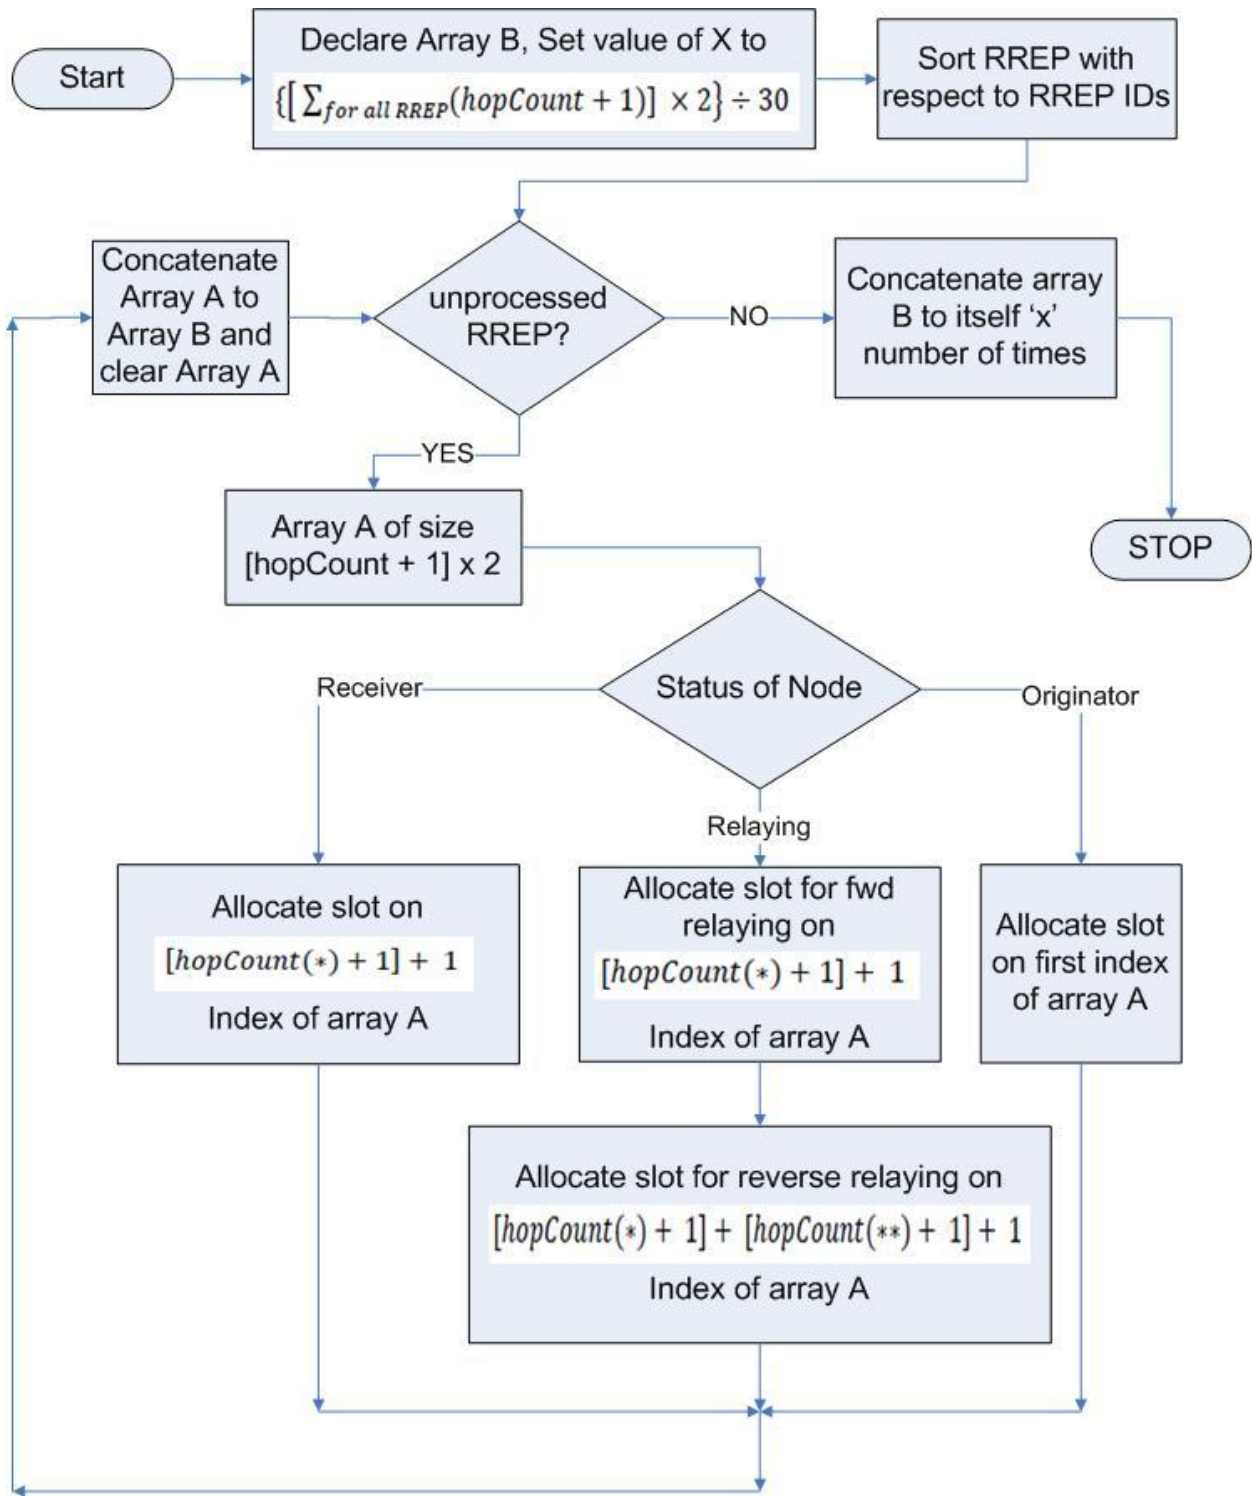 Start
Declare Array B, Set value of X to
{[ ∑for all RREP(hopCount + 1)] × 2} ÷ 30
Sort RREP with
respect to RREP IDs
Concatenate
Array A to
Array B and
clear Array A
unprocessed
RREP?
NO
Concatenate array
B to itself ‘x’
number of times
YES
Array A of size
[hopCount + 1] x 2
STOP
Status of Node
Receiver
Originator
Relaying
Allocate slot on
[hopCount(*) + 1] + 1
Index of array A
Allocate slot for fwd
relaying on
[hopCount(*) + 1] + 1
Index of array A
Allocate slot
on first index
of array A
Allocate slot for reverse relaying on
[hopCount(*) + 1] + [hopCount(**) + 1] + 1
Index of array A